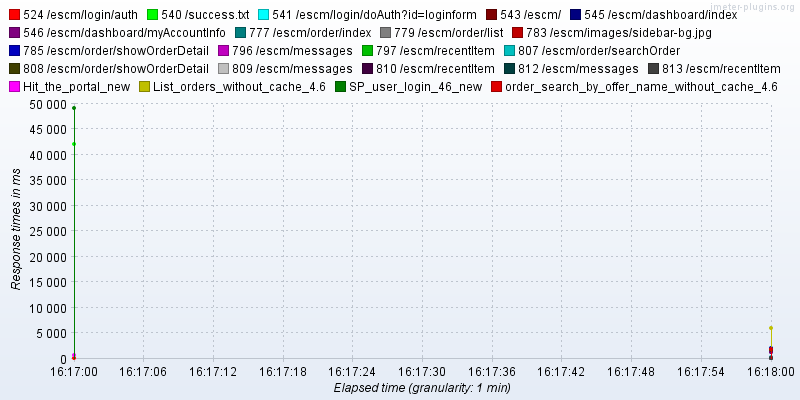 jmeter-plugins.org
524 /escm/login/auth 540 /success.txt 541 /escm/login/doAuth?id=loginform 543 /escm/ 545 /escm/dashboard/index
546 /escm/dashboard/myAccountInfo 777 /escm/order/index 779 /escm/order/list 783 /escm/images/sidebar-bg.jpg
785 /escm/order/showOrderDetail 796 /escm/messages 797 /escm/recentItem 807 /escm/order/searchOrder
808 /escm/order/showOrderDetail 809 /escm/messages 810 /escm/recentItem 812 /escm/messages 813 /escm/recentItem
Hit_the_portal_new List_orders_without_cache_4.6 SP_user_login_46_new order_search_by_offer_name_without_cache_4.6
50 000
45 000
40 000
35 000
30 000
25 000
20 000
15 000
10 000
5 000
0
Response times in ms
16:17:00 16:17:06 16:17:12 16:17:18 16:17:24 16:17:30 16:17:36 16:17:42 16:17:48 16:17:54 16:18:00
Elapsed time (granularity: 1 min)